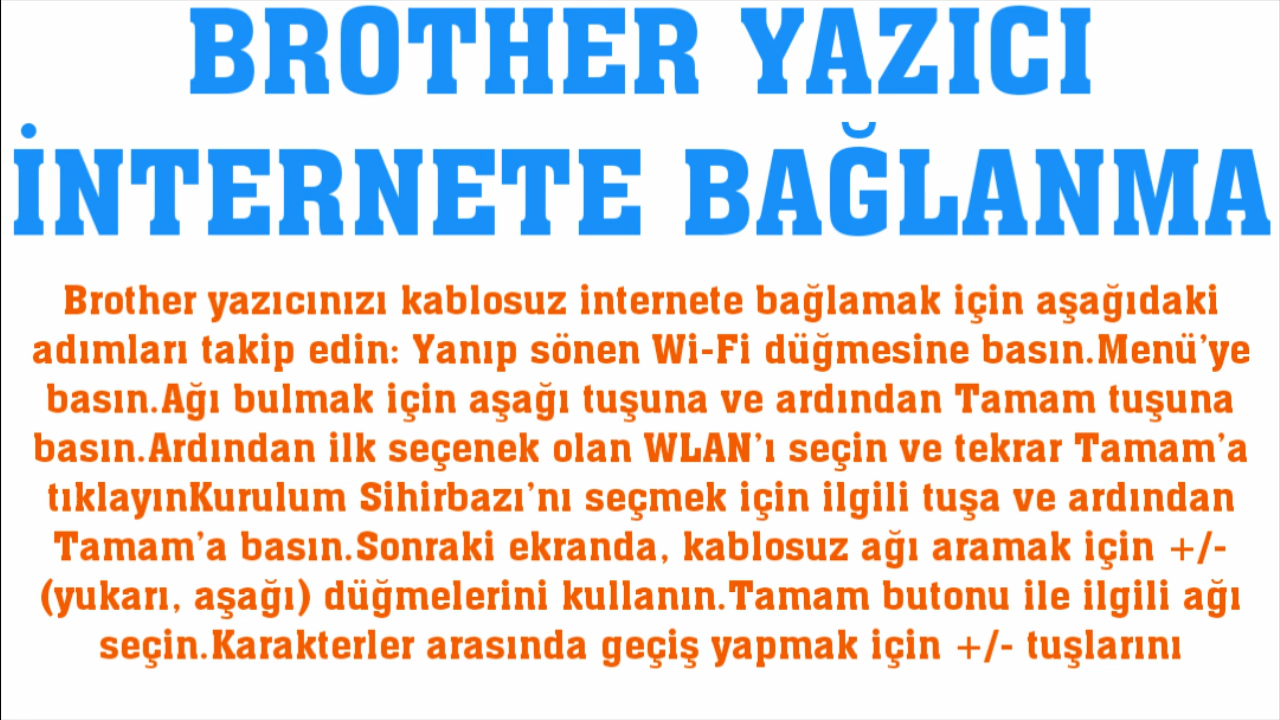 BROTHER YAZICI
İNTERNETE BAĞLANMA
Brother yazıcınızı kablosuz internete bağlamak için aşağıdaki
adımları takip edin: Yanıp sönen Wi-Fi düğmesine basın.Menü'ye
basın.Ağı bulmak için aşağı tuşuna ve ardından Tamam tuşuna
basın.Ardından ilk seçenek olan WLAN'ı seçin ve tekrar Tamam'a
tıklayınKurulum Sihirbazı'nı seçmek için ilgili tuşa ve ardından
Tamam'a basın.Sonraki ekranda, kablosuz ağı aramak için +/-
(yukarı, aşağı) düğmelerini kullanın.Tamam butonu ile ilgili ağı
seçin.Karakterler arasında geçiş yapmak için +/- tuşlarını